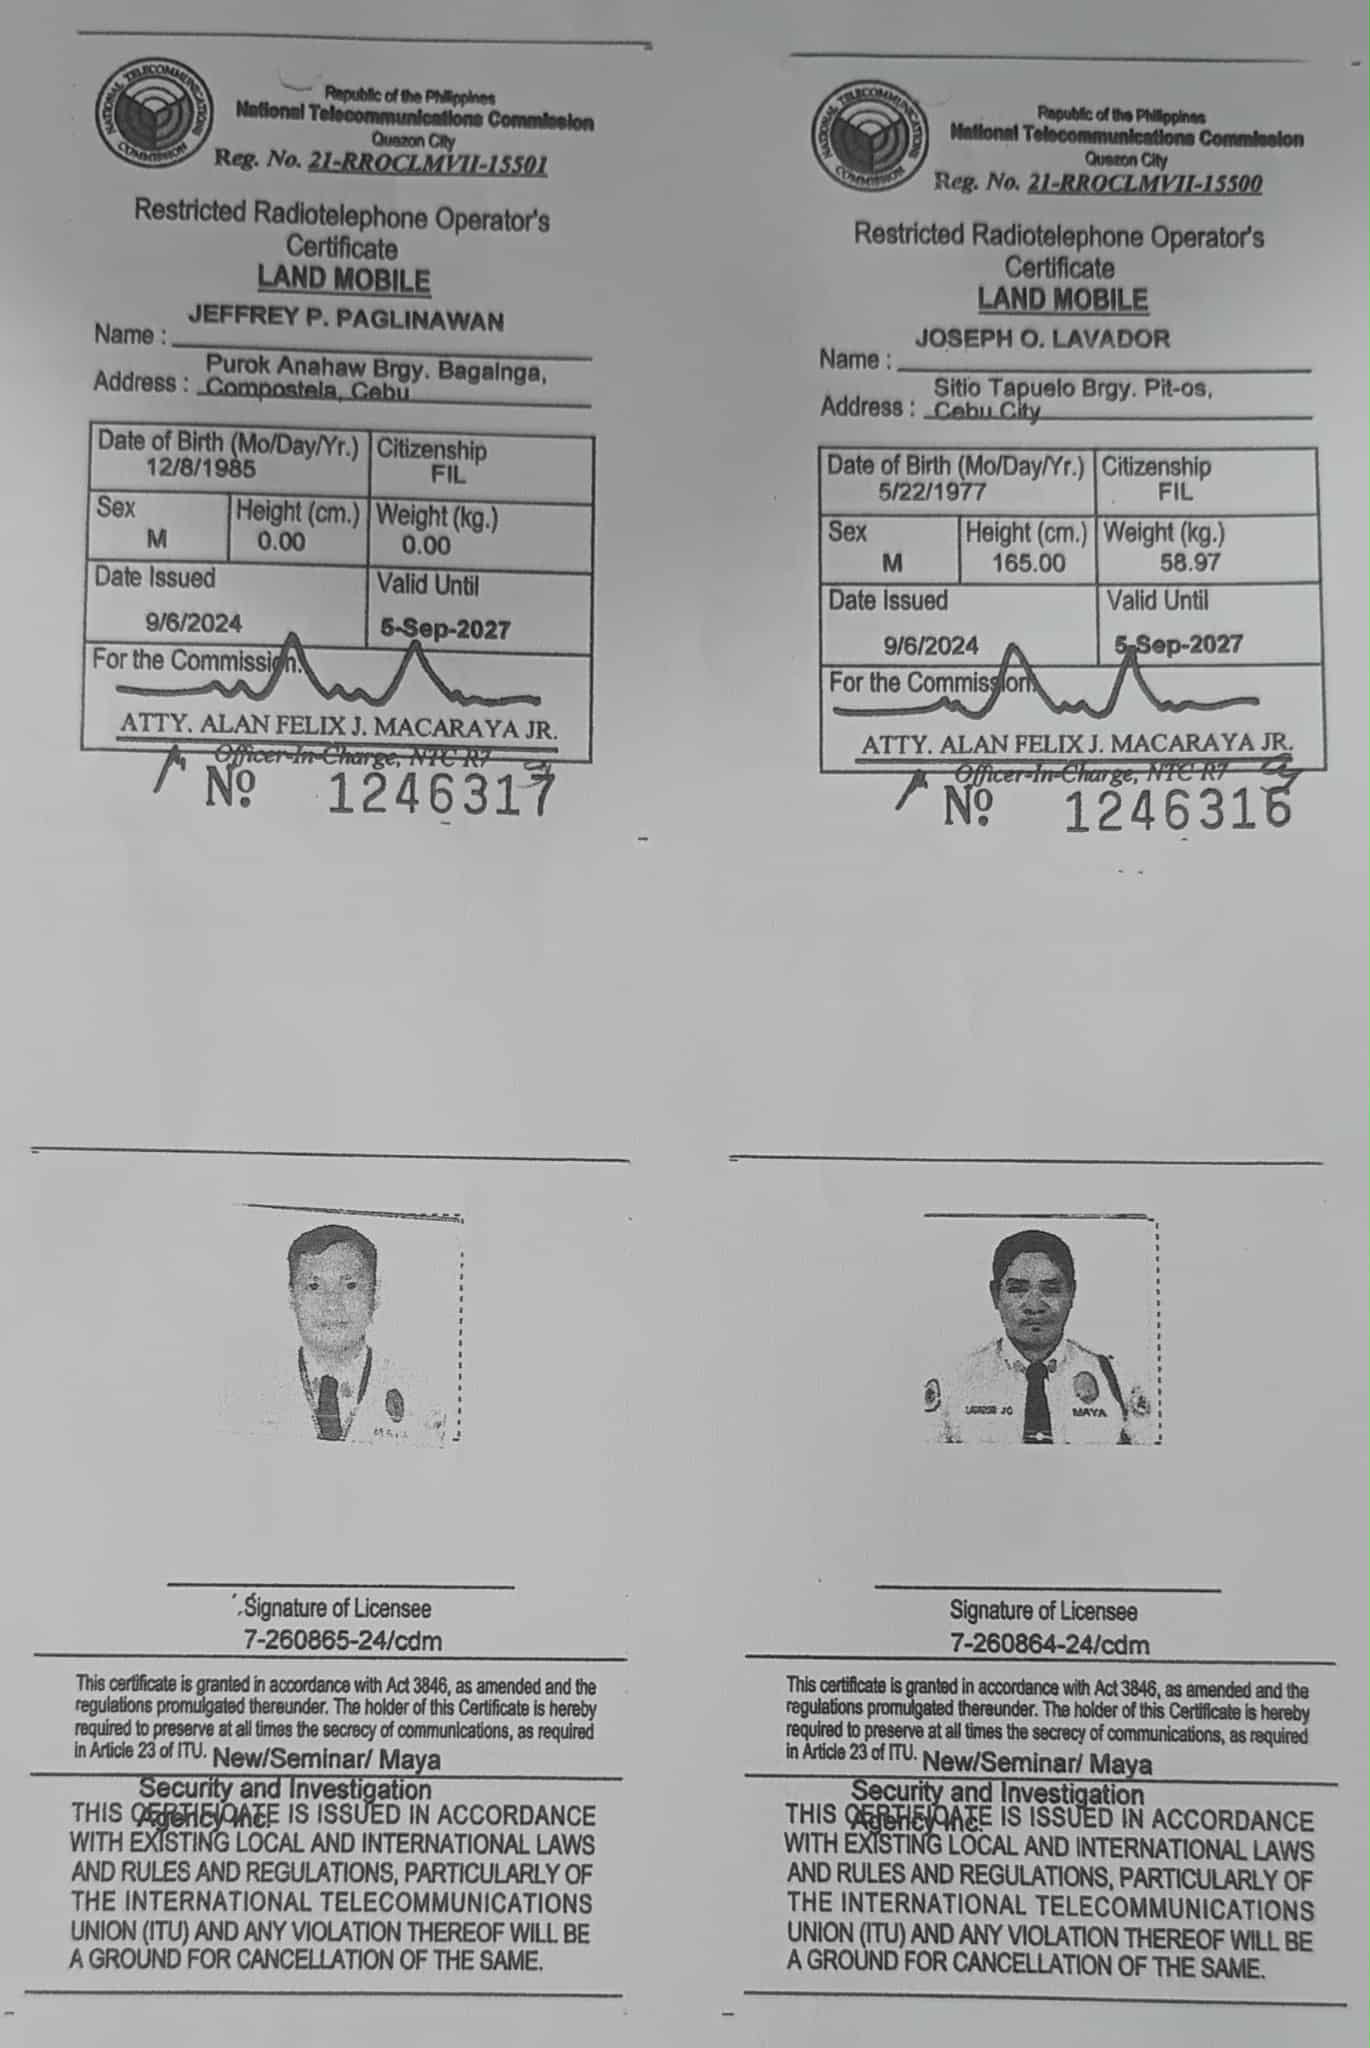 NATIONAL TELECOMMUNICATIONS COMMISSION
Republic of the Philippines
National Telecommunications Commission
Quezon City
Reg. No. 21-RROCLMVII-15501
Restricted Radiotelephone Operator's
Certificate
LAND MOBILE
JEFFREY P. PAGLINAWAN
Name :
Purok Anahaw Brgy. Bagalnga,
Address : Compostela, Cebu
Date of Birth (Mo/Day/Yr.) Citizenship
12/8/1985 FIL
Sex Height (cm.) Weight (kg.)
M 0.00 0.00
Date Issued Valid Until
9/6/2024 5-Sep-2027
For the Commission.
ATTY. ALAN FELIX J. MACARAYA JR.
Officer-In-Charge, NTC R7
Nº 1246317
NATIONAL TELECOMMUNICATIONS COMMISSION
Republic of the Philippines
National Telecommunications Commission
Quezon City
Reg. No. 21-RROCLMVII-15500
Restricted Radiotelephone Operator's
Certificate
LAND MOBILE
JOSEPH O. LAVADOR
Name :
Sitio Tapuelo Brgy. Pit-os,
Address : Cebu City
Date of Birth (Mo/Day/Yr.) Citizenship
5/22/1977 FIL
Sex Height (cm.) Weight (kg.)
M 165.00 58.97
Date Issued Valid Until
9/6/2024 5-Sep-2027
For the Commission.
ATTY. ALAN FELIX J. MACARAYA JR.
Officer-In-Charge, NTC R7
Nº 1246316
MAYA
Signature of Licensee
7-260865-24/cdm
This certificate is granted in accordance with Act 3846, as amended and the
regulations promulgated thereunder. The holder of this Certificate is hereby
required to preserve at all times the secrecy of communications, as required
in Article 23 of ITU. New/Seminar/ Maya
Security and Investigation
Agency Inc.
THIS CERTIFICATE IS ISSUED IN ACCORDANCE
WITH EXISTING LOCAL AND INTERNATIONAL LAWS
AND RULES AND REGULATIONS, PARTICULARLY OF
THE INTERNATIONAL TELECOMMUNICATIONS
UNION (ITU) AND ANY VIOLATION THEREOF WILL BE
A GROUND FOR CANCELLATION OF THE SAME.
MAYA
Signature of Licensee
7-260864-24/cdm
This certificate is granted in accordance with Act 3846, as amended and the
regulations promulgated thereunder. The holder of this Certificate is hereby
required to preserve at all times the secrecy of communications, as required
in Article 23 of ITU. New/Seminar/ Maya
Security and Investigation
Agency Inc.
THIS CERTIFICATE IS ISSUED IN ACCORDANCE
WITH EXISTING LOCAL AND INTERNATIONAL LAWS
AND RULES AND REGULATIONS, PARTICULARLY OF
THE INTERNATIONAL TELECOMMUNICATIONS
UNION (ITU) AND ANY VIOLATION THEREOF WILL BE
A GROUND FOR CANCELLATION OF THE SAME.